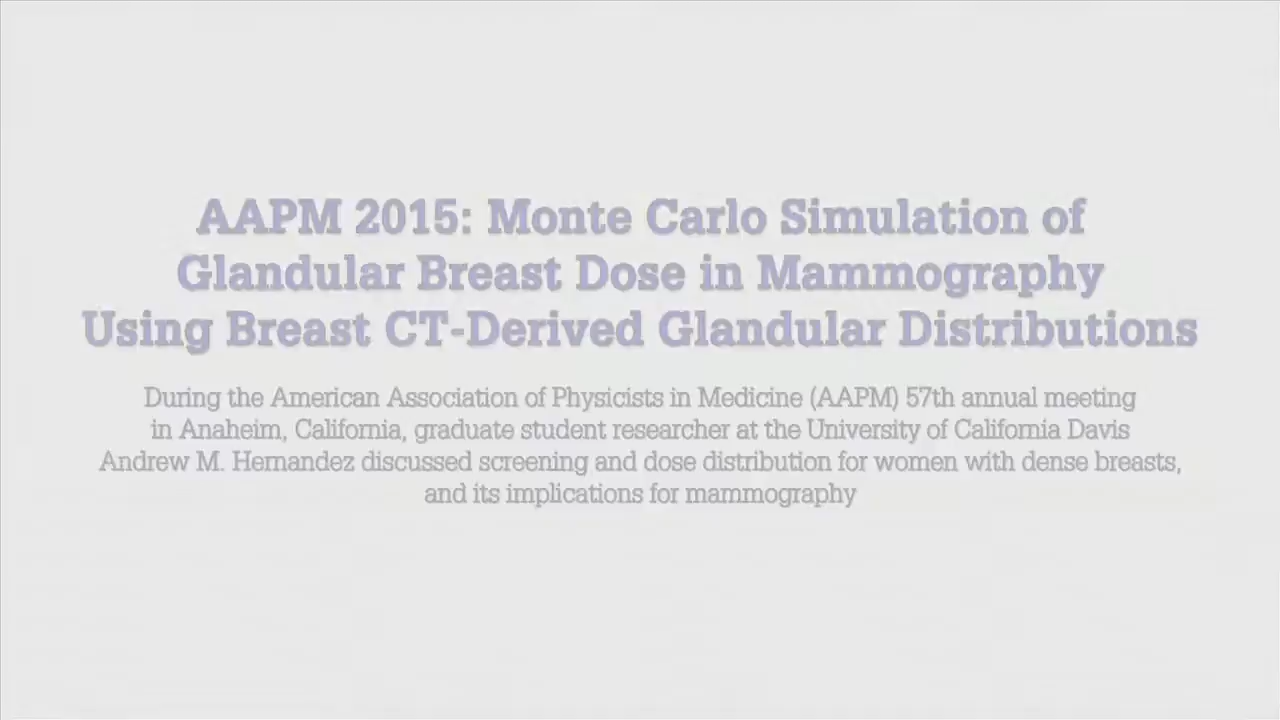 AAPM 2015: Monte Carlo Simulation of
Glandular Breast Dose in Mammography
Using Breast CT-Derived Glandular Distributions
During the American Association of Physicists in Medicine (AAPM) 57th annual meeting
in Anaheim, California, graduate student researcher at the University of California Davis
Andrew M. Hernandez discussed screening and dose distribution for women with dense breasts,
and its implications for mammography